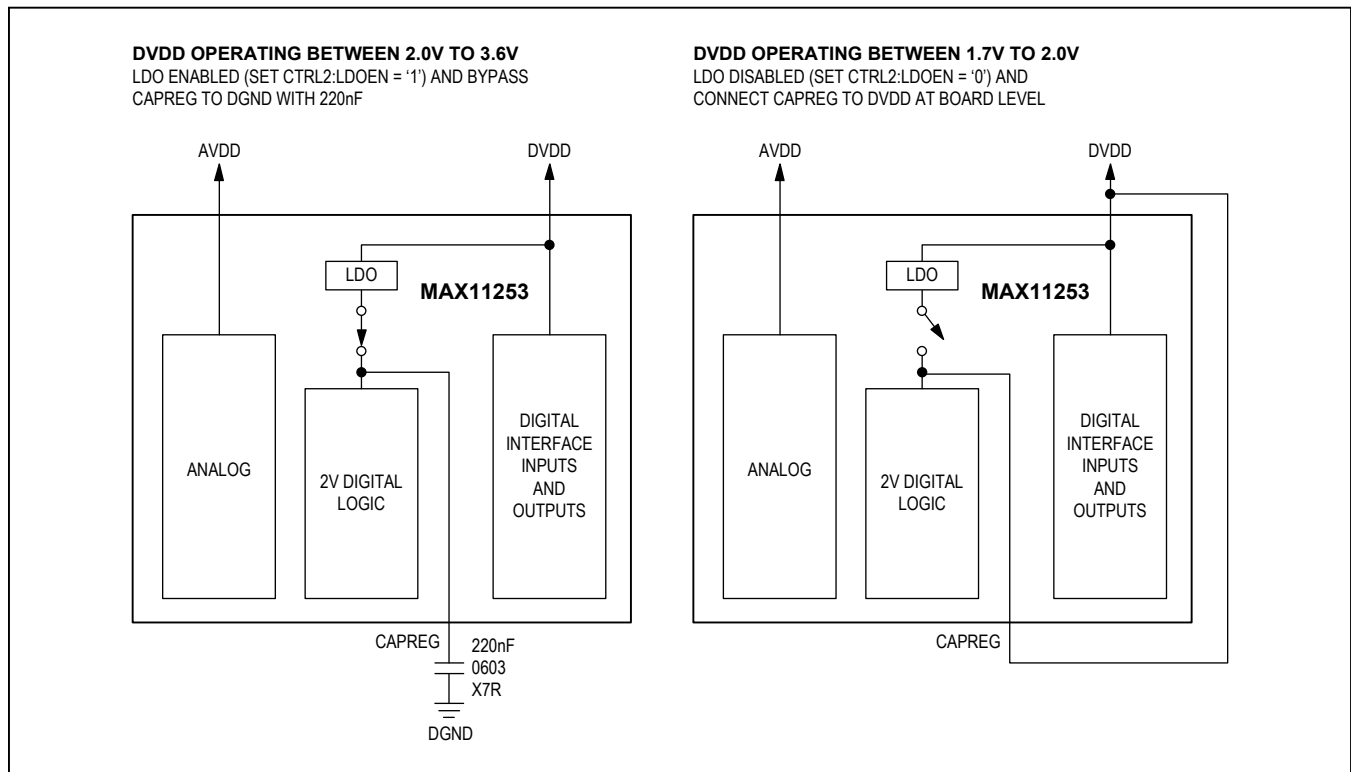 DVDD OPERATING BETWEEN 2.0V TO 3.6V
LDO ENABLED (SET CTRL2:LDOEN = ‘1’) AND BYPASS
CAPREG TO DGND WITH 220nF
AVDD
DVDD
LDO
MAX11253
ANALOG
2V DIGITAL
LOGIC
DIGITAL
INTERFACE
INPUTS
AND
OUTPUTS
CAPREG
220nF
0603
X7R
DGND
DVDD OPERATING BETWEEN 1.7V TO 2.0V
LDO DISABLED (SET CTRL2:LDOEN = ‘0’) AND
CONNECT CAPREG TO DVDD AT BOARD LEVEL
AVDD
DVDD
LDO
MAX11253
ANALOG
2V DIGITAL
LOGIC
DIGITAL
INTERFACE
INPUTS
AND
OUTPUTS
CAPREG